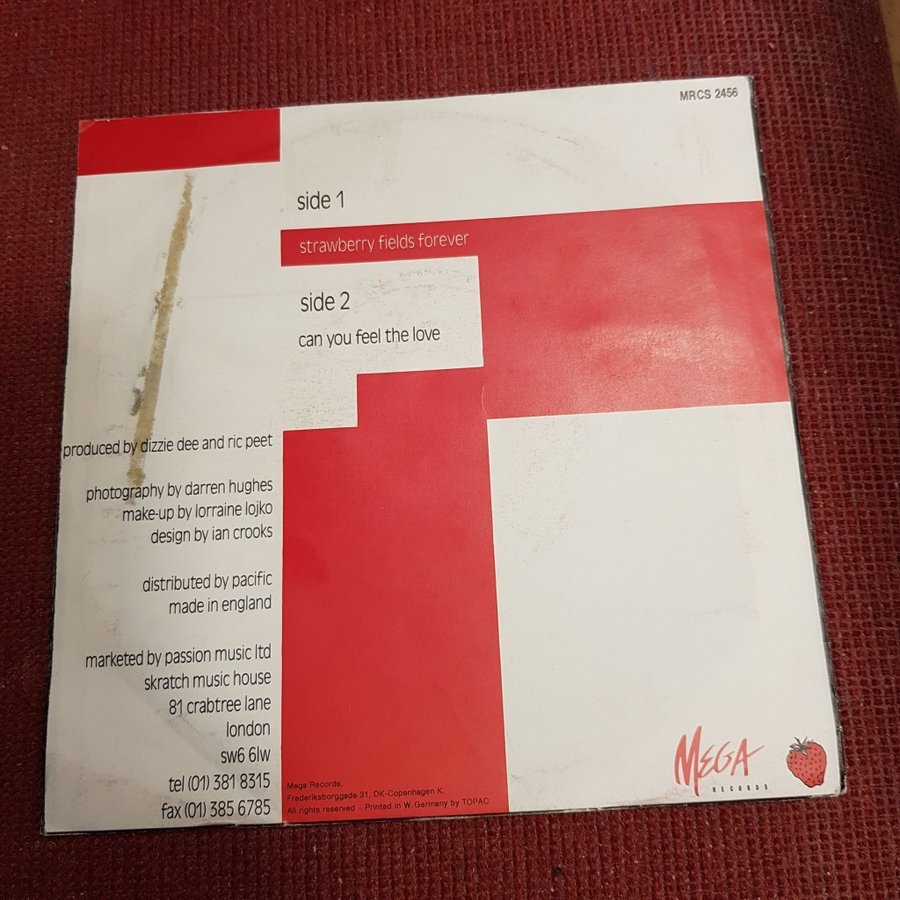 MRCS 2456
side 1
strawberry fields forever
side 2
can you feel the love
produced by dizzie dee and ric peet
photography by darren hughes
make-up by lorraine lojko
design by ian crooks
distributed by pacific
made in england
marketed by passion music ltd
skratch music house
81 crabtree lane
london
sw6 6lw
tel (01) 381 8315
fax (01) 385 6785
Mega Records,
Frederiksborggade 31, DK-Copenhagen K,
All rights reserved - Printed in W. Germany by TOPAC
MEGA
RECORDS